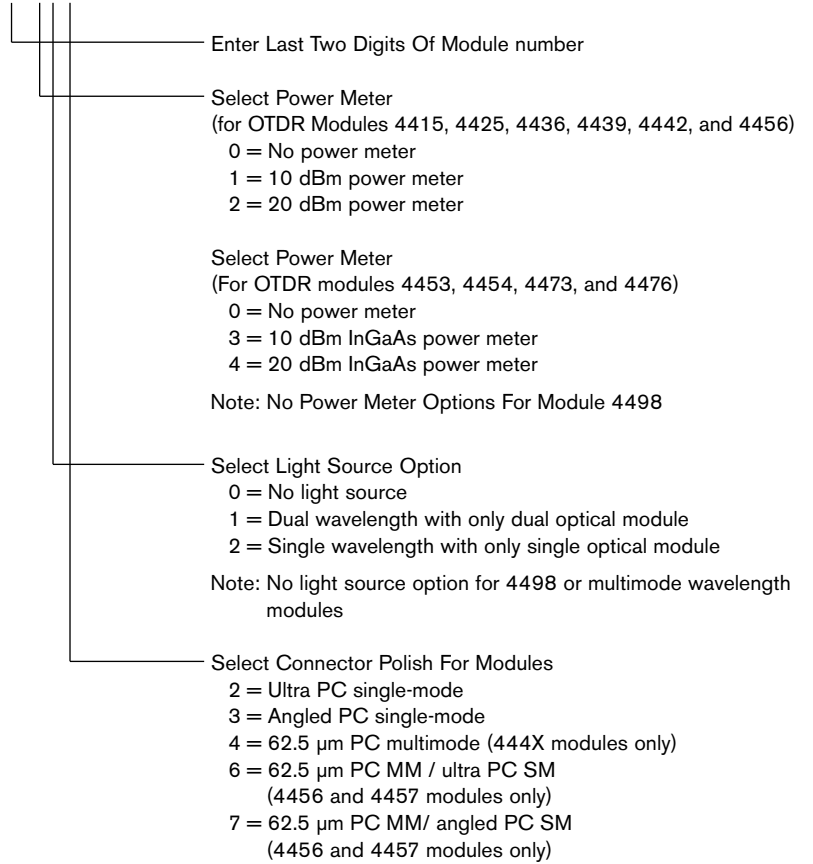 Enter Last Two Digits Of Module number
Select Power Meter
(for OTDR Modules 4415, 4425, 4436, 4439, 4442, and 4456)
0 = No power meter
1 = 10 dBm power meter
2 = 20 dBm power meter
Select Power Meter
(For OTDR modules 4453, 4454, 4473, and 4476)
0 = No power meter
3 = 10 dBm InGaAs power meter
4 = 20 dBm InGaAs power meter
Note: No Power Meter Options For Module 4498
Select Light Source Option
0 = No light source
1 = Dual wavelength with only dual optical module
2 = Single wavelength with only single optical module
Note: No light source option for 4498 or multimode wavelength
modules
Select Connector Polish For Modules
2 = Ultra PC single-mode
3 = Angled PC single-mode
4 = 62.5 µm PC multimode (444X modules only)
6 = 62.5 µm PC MM / ultra PC SM
(4456 and 4457 modules only)
7 = 62.5 µm PC MM/ angled PC SM
(4456 and 4457 modules only)